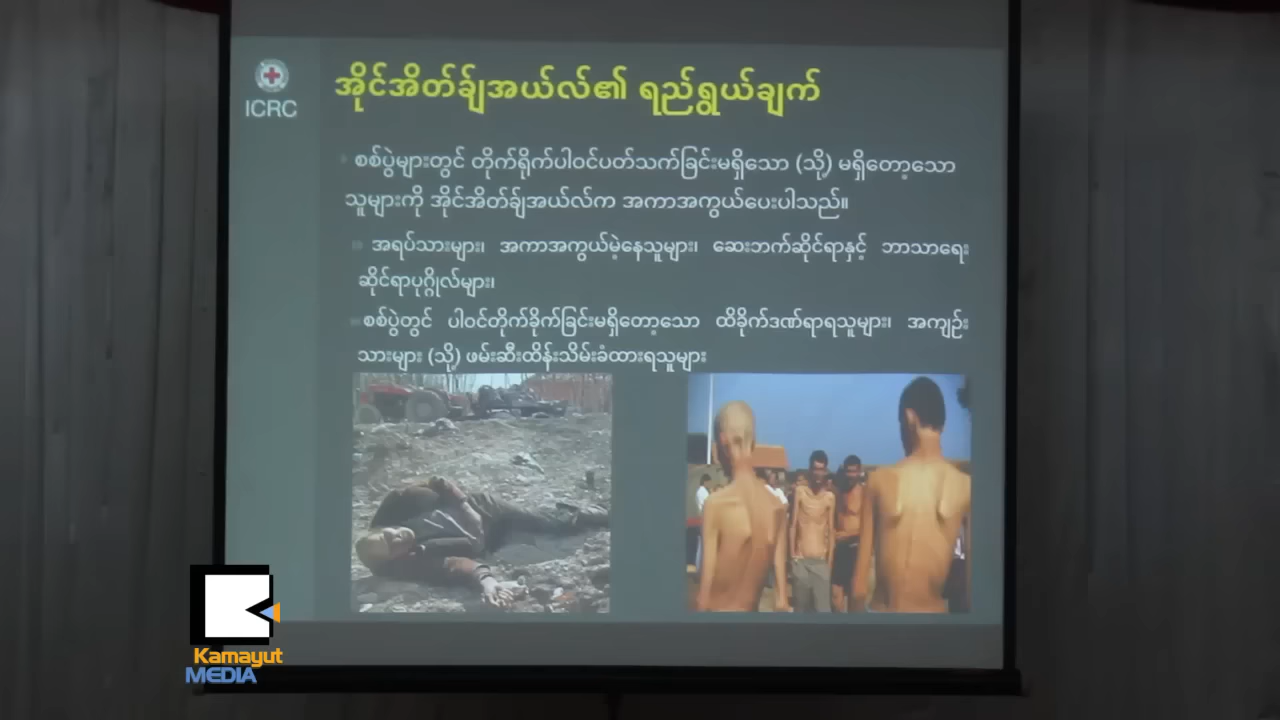 ICRC
အိုင်အိတ်ချ်အယ်လ်၏ ရည်ရွယ်ချက်
စစ်ပွဲများတွင် တိုက်ရိုက်ပါဝင်ပတ်သက်ခြင်းမရှိသော (သို့) မရှိတော့သော
သူများကို အိုင်အိတ်ချ်အယ်လ်က အကာအကွယ်ပေးပါသည်။
အရပ်သားများ၊ အကာအကွယ်မဲ့နေသူများ၊ ဆေးဘက်ဆိုင်ရာနှင့် ဘာသာရေး
ဆိုင်ရာပုဂ္ဂိုလ်များ၊
စစ်ပွဲတွင် ပါဝင်တိုက်ခိုက်ခြင်းမရှိတော့သော ထိခိုက်ဒဏ်ရာရသူများ၊ အကျဉ်း
သားများ (သို့) ဖမ်းဆီးထိန်းသိမ်းခံထားရသူများ
Kamayut
MEDIA